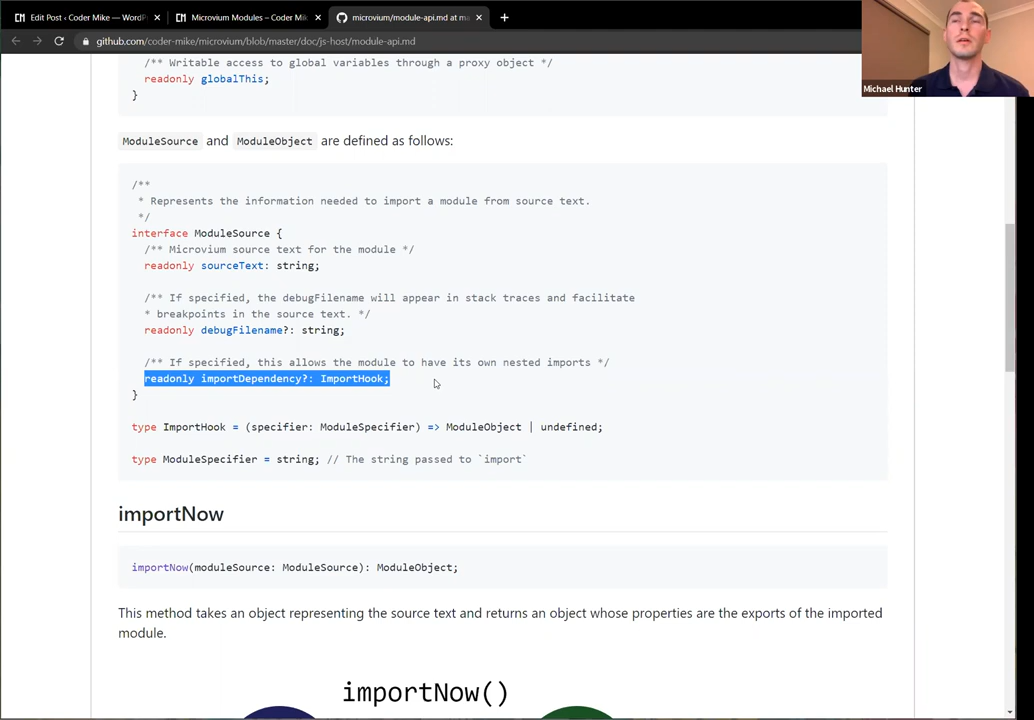 Edit Post ‹ Coder Mike — WordPr
Microvium Modules – Coder Mike
microvium/module-api.md at mas
github.com/coder-mike/microvium/blob/master/doc/js-host/module-api.md
Michael Hunter
/** Writable access to global variables through a proxy object */
readonly globalThis;
}
ModuleSource and ModuleObject are defined as follows:
/**
* Represents the information needed to import a module from source text.
*/
interface ModuleSource {
/** Microvium source text for the module */
readonly sourceText: string;
/** If specified, the debugFilename will appear in stack traces and facilitate
* breakpoints in the source text. */
readonly debugFilename?: string;
/** If specified, this allows the module to have its own nested imports */
readonly importDependency?: ImportHook;
}
type ImportHook = (specifier: ModuleSpecifier) => ModuleObject | undefined;
type ModuleSpecifier = string; // The string passed to `import`
importNow
importNow(moduleSource: ModuleSource): ModuleObject;
This method takes an object representing the source text and returns an object whose properties are the exports of the imported
module.
importNow()